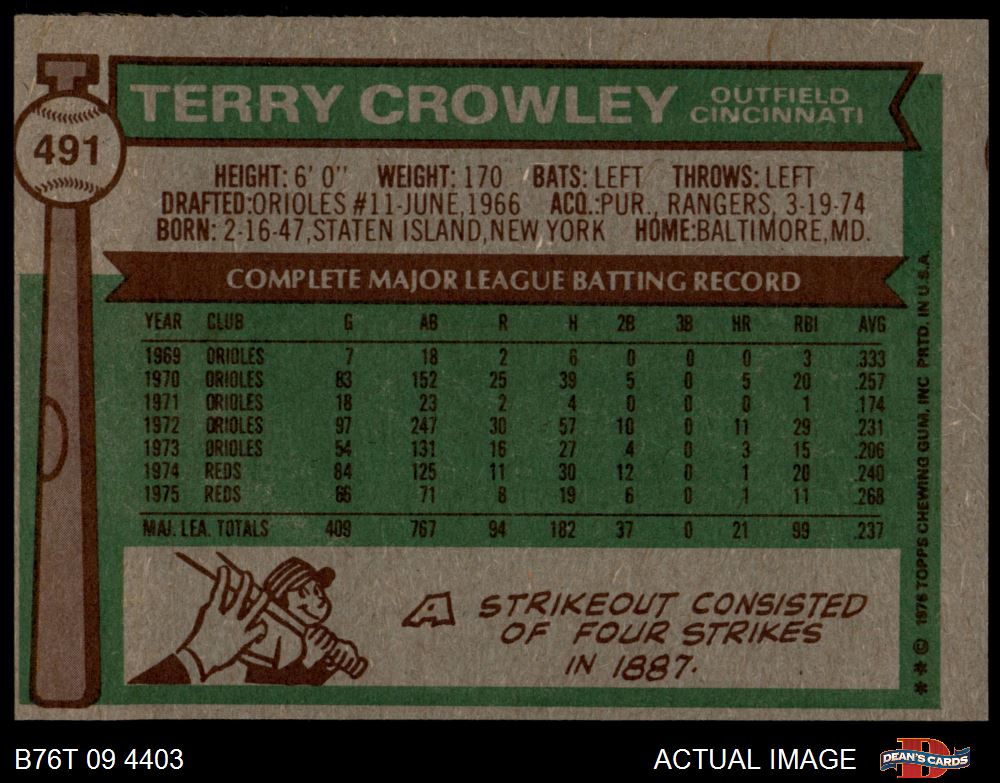 T
491
TERRY CROWLEY
OUTFIELD
CINCINNATI
HEIGHT: 6' 0" WEIGHT: 170 BATS: LEFT THROWS: LEFT
DRAFTED:ORIOLES #11-JUNE,1966 ACQ.:PUR., RANGERS, 3-19-74
BORN: 2-16-47,STATEN ISLAND,NEW YORK HOME:BALTIMORE,MD.
COMPLETE MAJOR LEAGUE BATTING RECORD
YEAR CLUB G AB R H 2B 3B HR RBI AVG
1969 ORIOLES 7 18 2 6 0 0 0 3 .333
1970 ORIOLES 83 152 25 39 5 0 5 20 .257
1971 ORIOLES 18 23 2 4 0 0 0 1 .174
1972 ORIOLES 97 247 30 57 10 0 11 29 .231
1973 ORIOLES 54 131 16 27 4 0 3 15 .206
1974 REDS 84 125 11 30 12 0 1 20 .240
1975 REDS 66 71 8 19 6 0 1 11 .268
MAJ. LEA. TOTALS 409 767 94 182 37 0 21 99 .237
A STRIKEOUT CONSISTED
OF FOUR STRIKES
IN 1887.
** © 1976 TOPPS CHEWING GUM, INC PRTD. IN U.S.A.
B76T 09 4403
ACTUAL IMAGE
D
DEAN'S CARDS